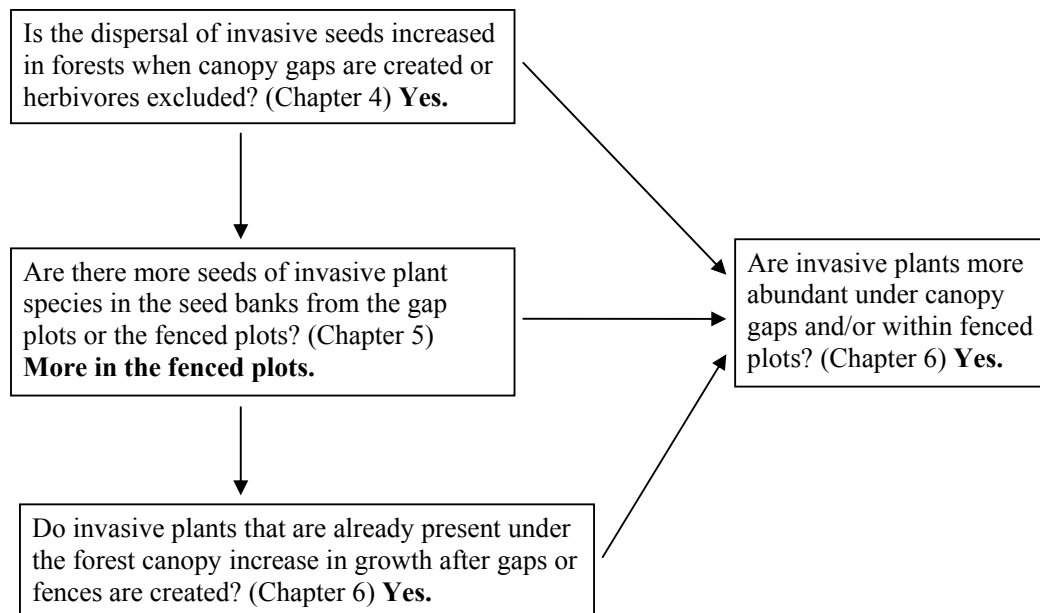 Is the dispersal of invasive seeds increased
in forests when canopy gaps are created or
herbivores excluded? (Chapter 4) Yes.
Are there more seeds of invasive plant
species in the seed banks from the gap
plots or the fenced plots? (Chapter 5)
More in the fenced plots.
Are invasive plants more
abundant under canopy
gaps and/or within fenced
plots? (Chapter 6) Yes.
Do invasive plants that are already present under
the forest canopy increase in growth after gaps or
fences are created? (Chapter 6) Yes.